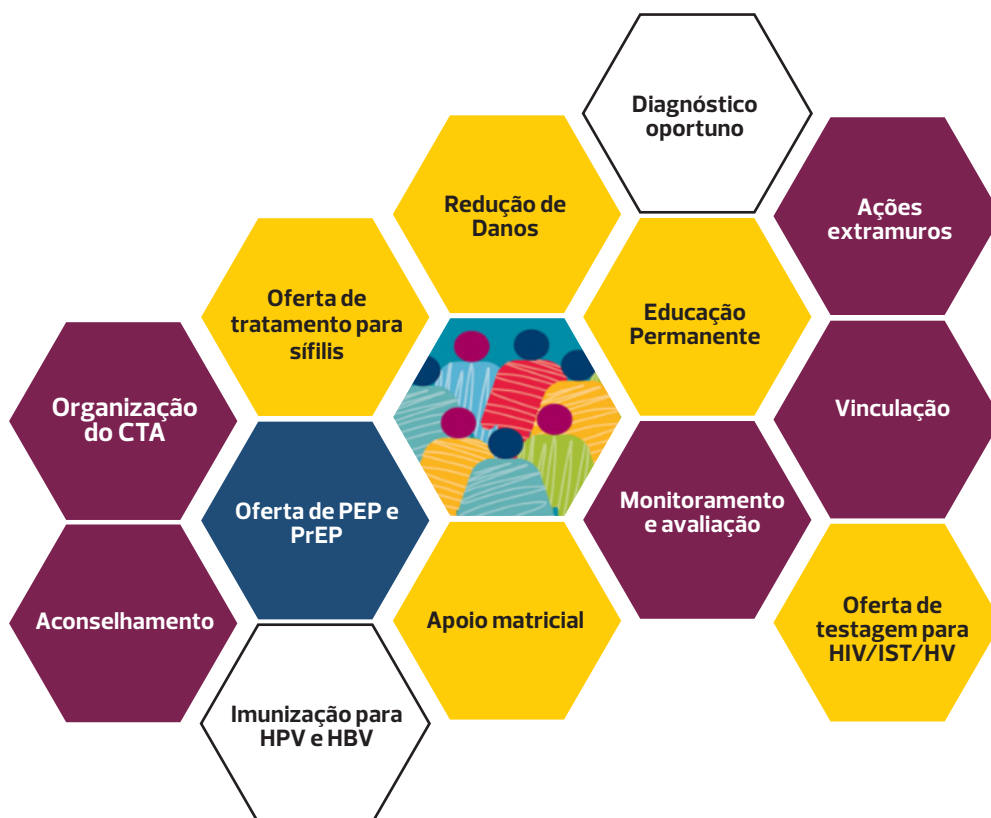 Diagnóstico
oportuno
Redução de
Danos
Ações
extramuros
Oferta de
tratamento para
sífilis
Educação
Permanente
Organização
do CTA
Vinculação
Oferta de PEP e
PrEP
Monitoramento
e avaliação
Aconselhamento
Apoio matricial
Oferta de
testagem para
HIV/IST/HV
Imunização para
HPV e HBV